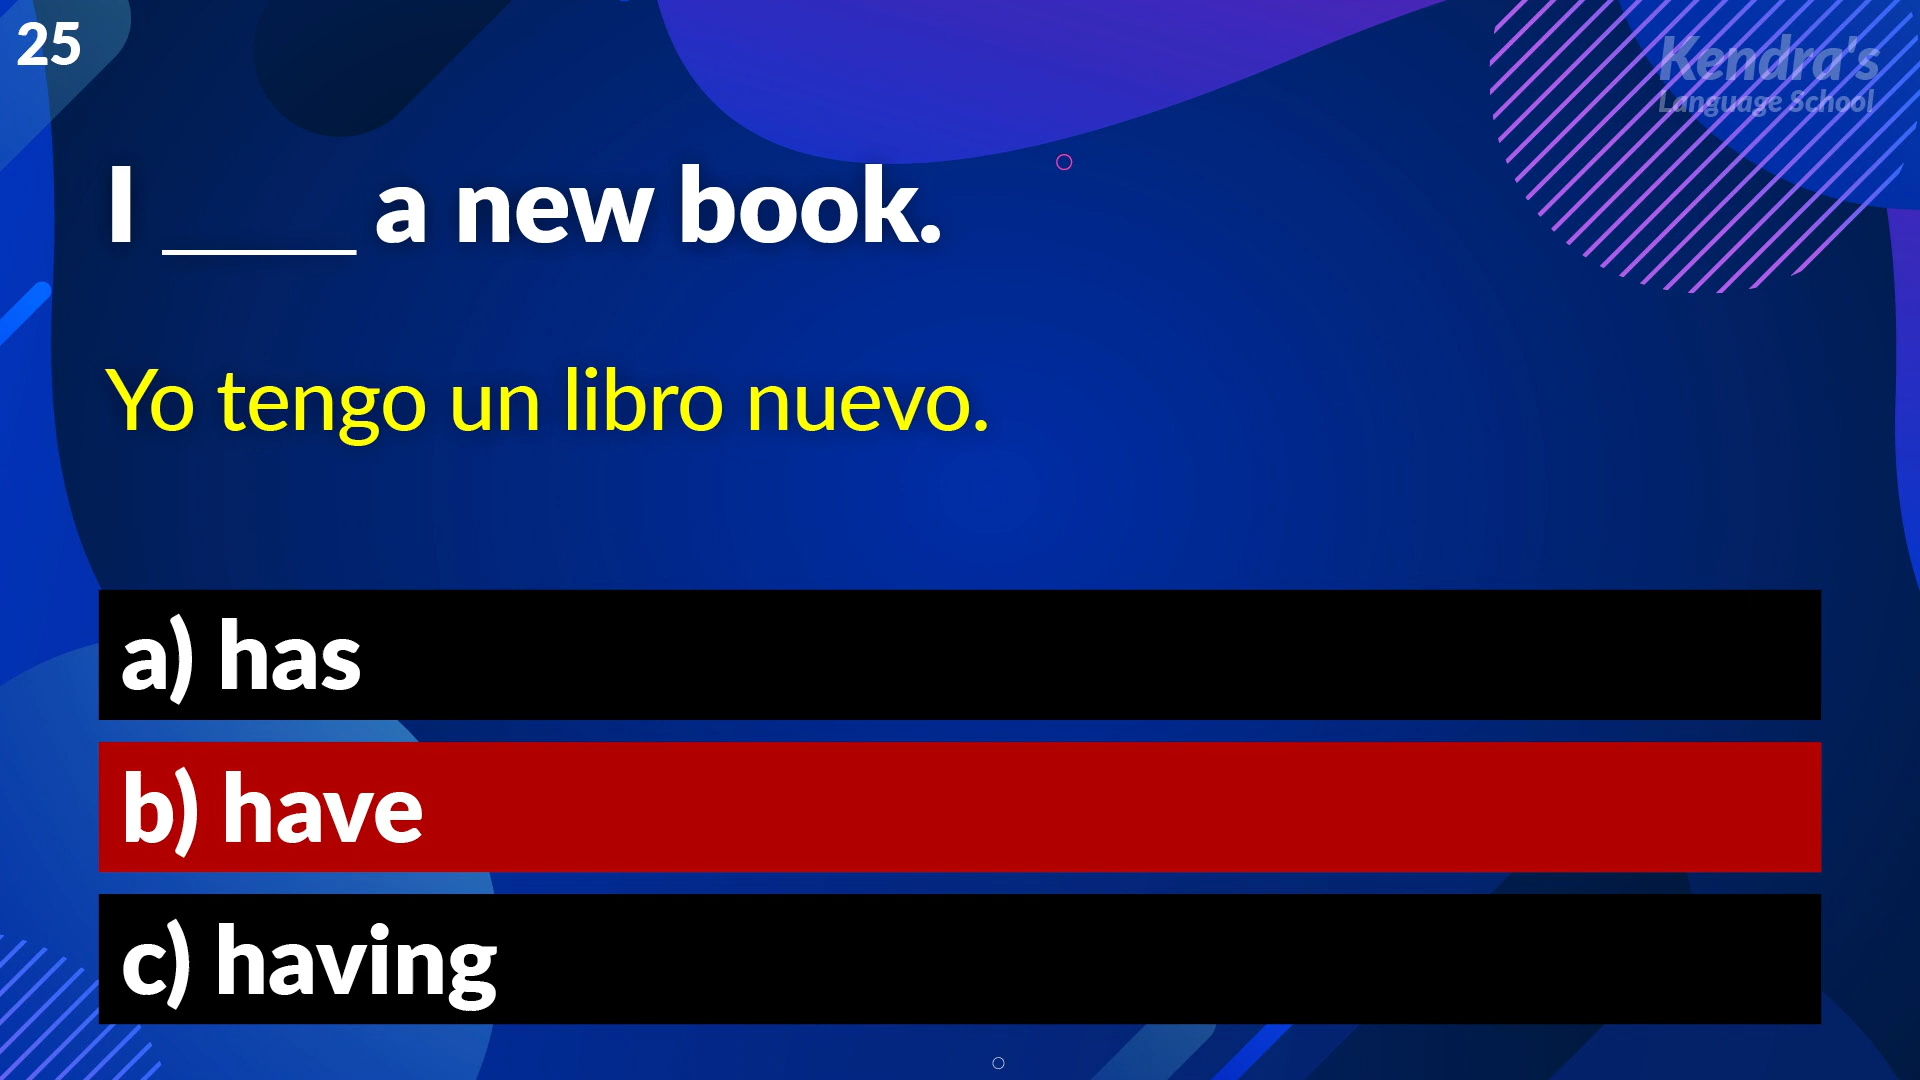 25
Kendra's
Language School
I ____ a new book.
Yo tengo un libro nuevo.
a) has
b) have
c) having